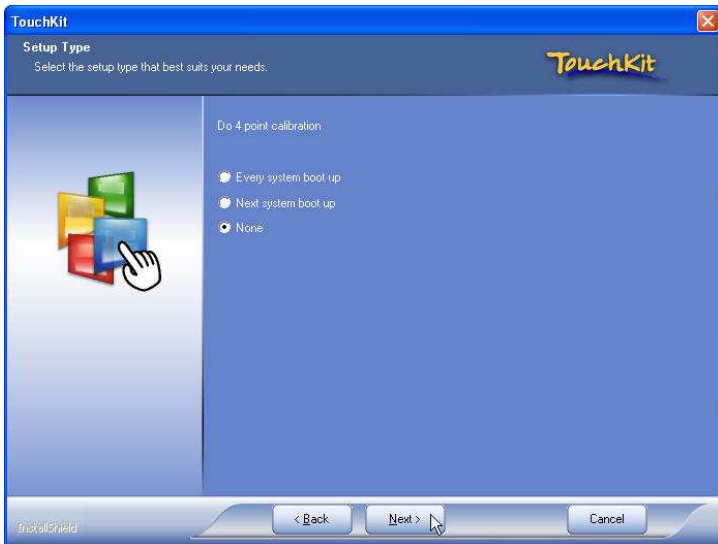 TouchKit
Setup Type
Select the setup type that best suits your needs.
TouchKit
Do 4 point calibration
Every system boot up
Next system boot up
None
InstallShield
< Back
Next >
Cancel